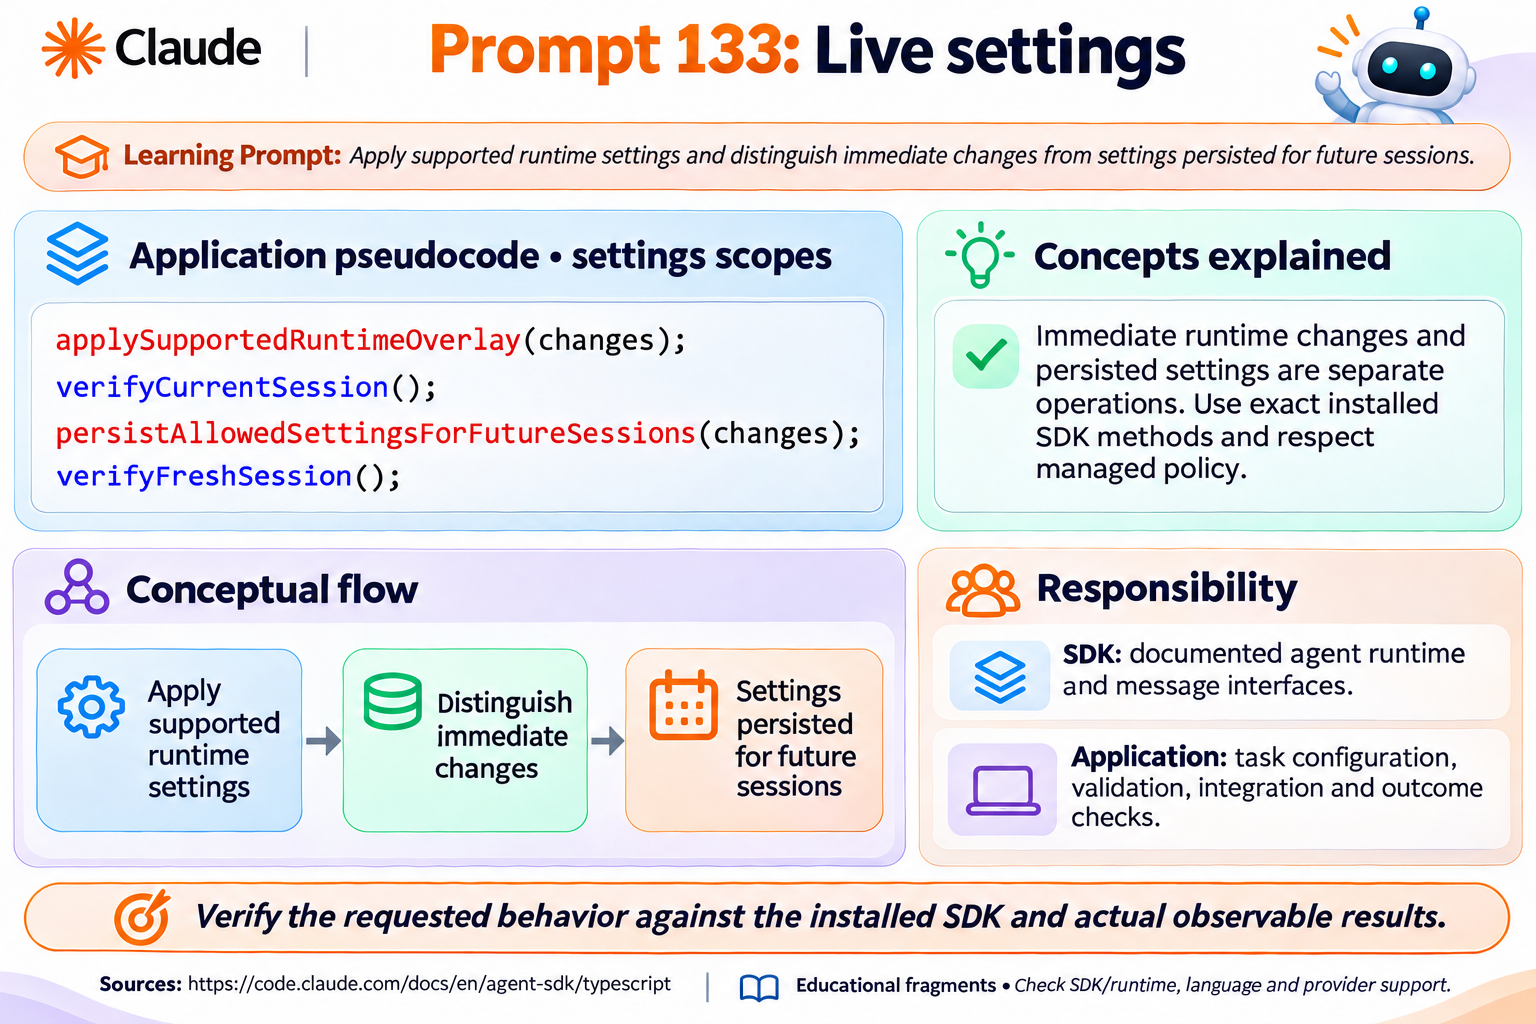 Claude
Prompt 133: Live settings
Learning Prompt: Apply supported runtime settings and distinguish immediate changes from settings persisted for future sessions.
Application pseudocode • settings scopes
applySupportedRuntimeOverlay(changes);
verifyCurrentSession();
persistAllowedSettingsForFutureSessions(changes);
verifyFreshSession();
Concepts explained
Immediate runtime changes and
persisted settings are separate
operations. Use exact installed
SDK methods and respect
managed policy.
Conceptual flow
Apply
supported
runtime
settings
Distinguish
immediate
changes
Settings
persisted
for future
sessions
Responsibility
SDK: documented agent runtime
and message interfaces.
Application: task configuration,
validation, integration and outcome
checks.
Verify the requested behavior against the installed SDK and actual observable results.
Sources: https://code.claude.com/docs/en/agent-sdk/typescript
Educational fragments • Check SDK/runtime, language and provider support.